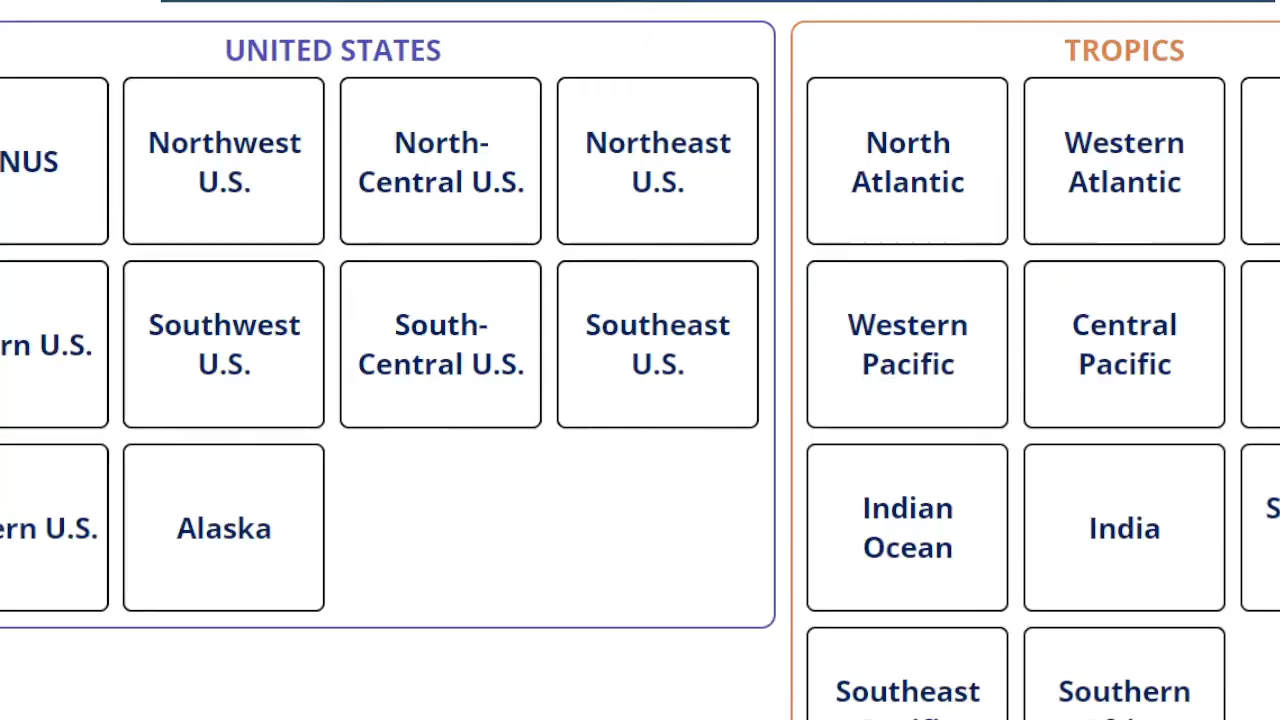 UNITED STATES
NUS
Northwest
U.S.
North-
Central U.S.
Northeast
U.S.
rn U.S.
Southwest
U.S.
South-
Central U.S.
Southeast
U.S.
ern U.S.
Alaska
TROPICS
North
Atlantic
Western
Atlantic
Western
Pacific
Central
Pacific
Indian
Ocean
India
S
Southeast
Southern